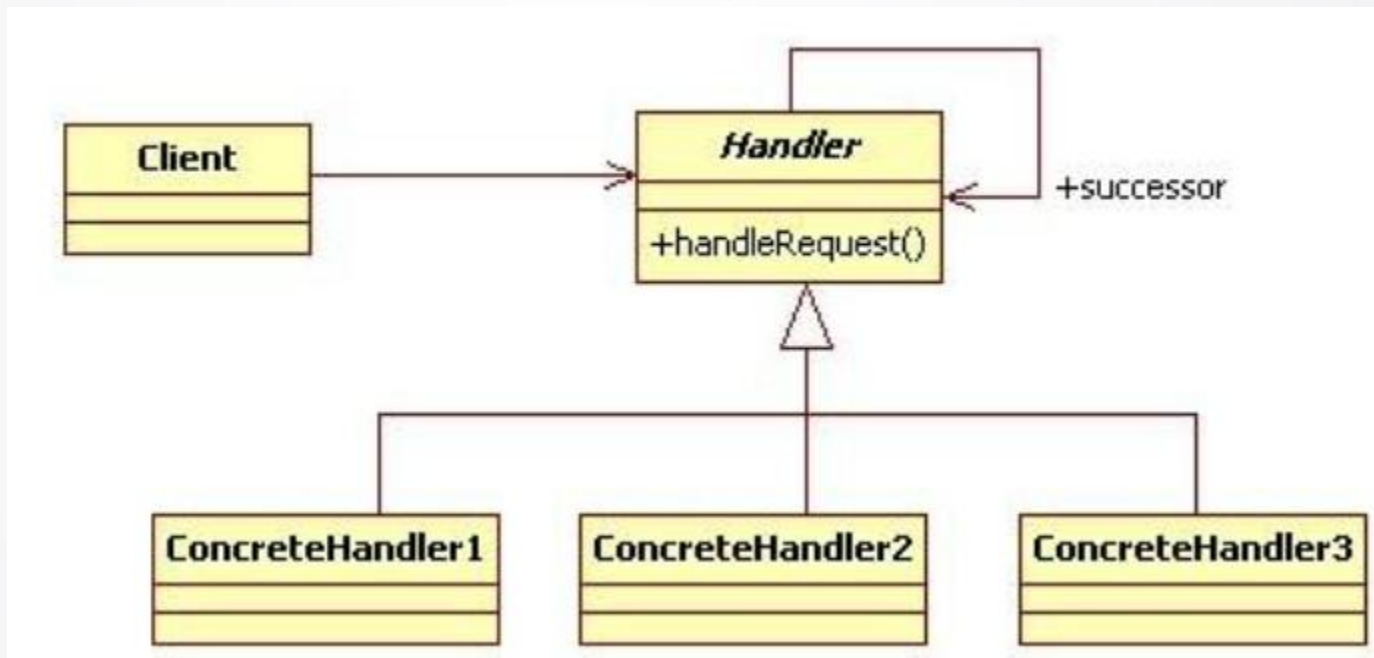 Client
Handler
+handleRequest()
+successor
ConcreteHandler1
ConcreteHandler2
ConcreteHandler3